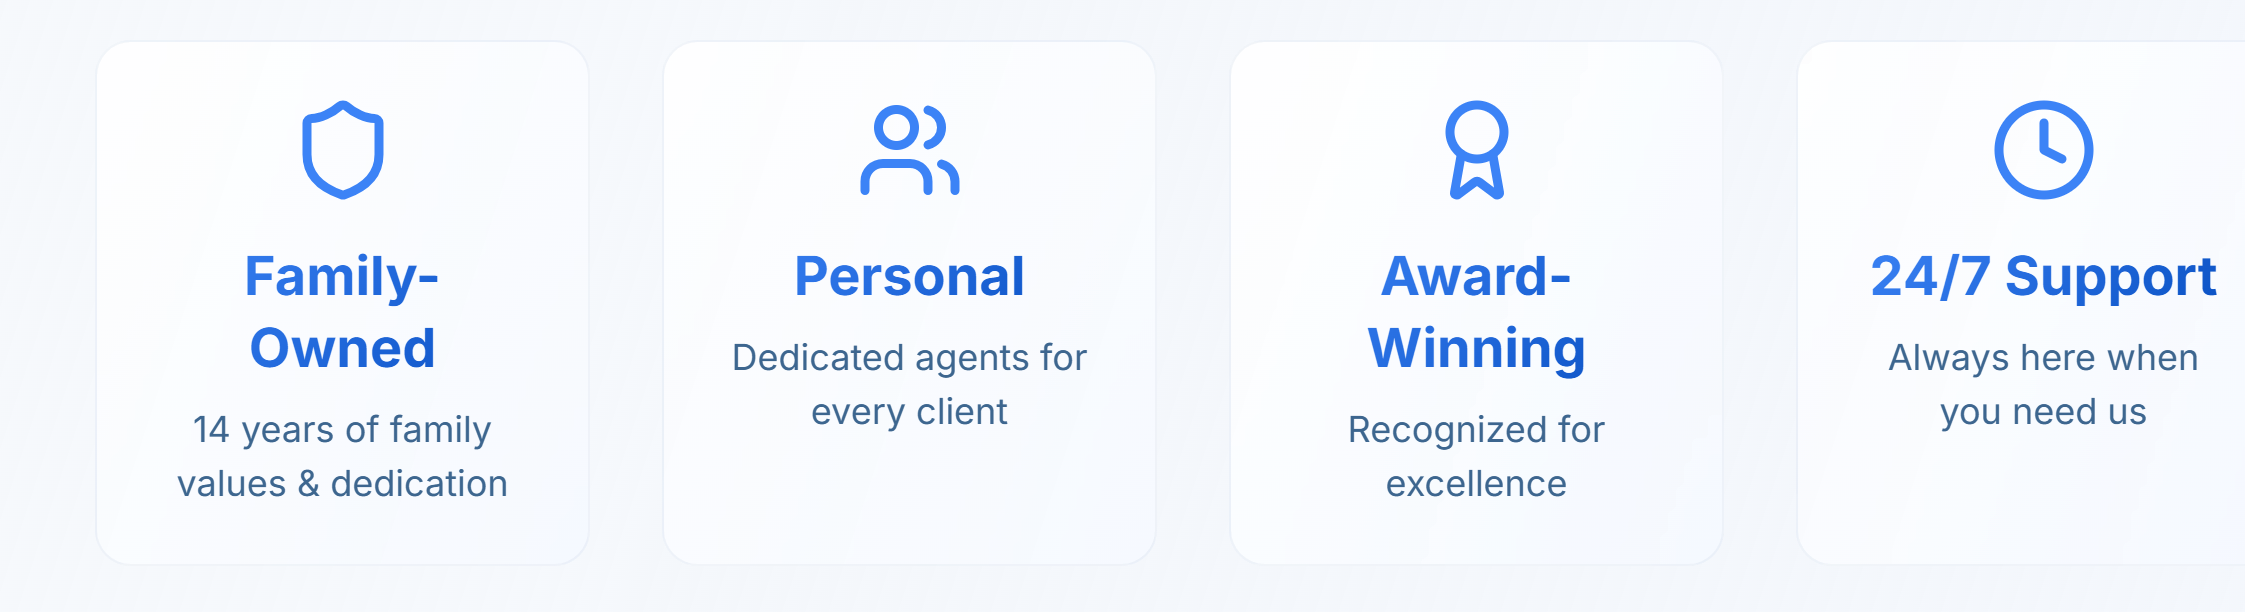 Family-
Owned
14 years of family
values & dedication
Personal
Dedicated agents for
every client
Award-
Winning
Recognized for
excellence
24/7 Support
Always here when
you need us